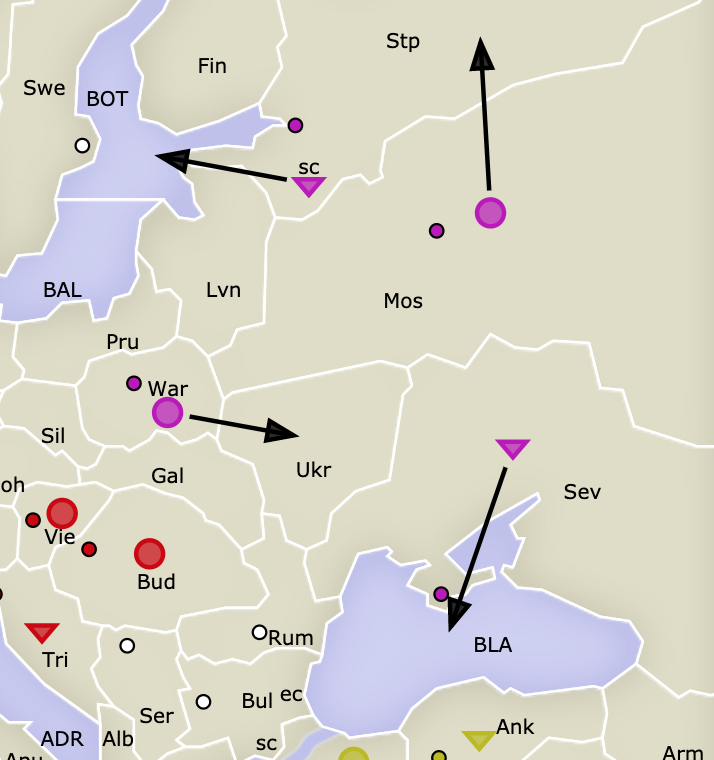 Stp
Fin
Swe
BOT
sc
BAL
Lvn
Mos
Pru
War
Sil
Ukr
Gal
oh
Sev
Vie
Bud
Rum
BLA
Tri
Bul ec
Ser
Ank
ADR
Alb
sc
Arm
Apu